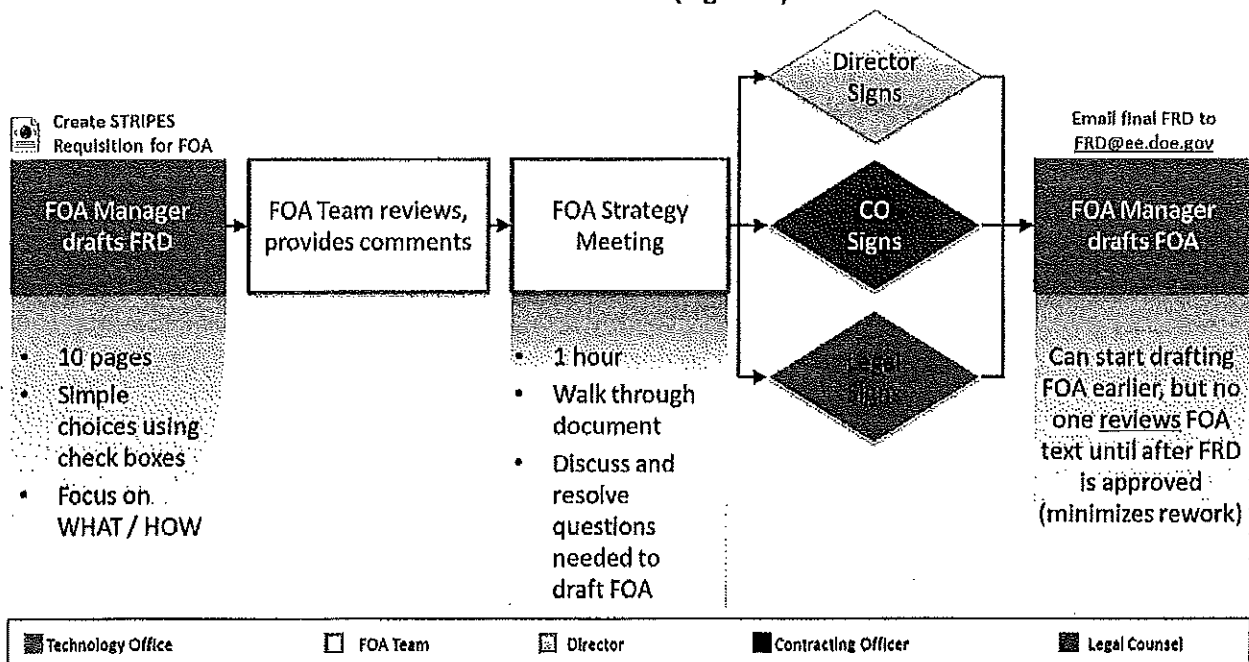 Create STRIPES
Requisition for FOA
FOA Manager
drafts FRD
10 pages
Simple
choices using
check boxes
Focus on
WHAT / HOW
FOA Team reviews,
provides comments
FOA Strategy
Meeting
1 hour
Walk through
document
Discuss and
resolve
questions
needed to
draft FOA
Director
Signs
CO
Signs
Legal
Signs
Email final FRD to
FRD@ee.doe.gov
FOA Manager
drafts FOA
Can start drafting
FOA earlier, but no
one reviews FOA
text until after FRD
is approved
(minimizes rework)
Technology Office
FOA Team
Director
Contracting Officer
Legal Counsel